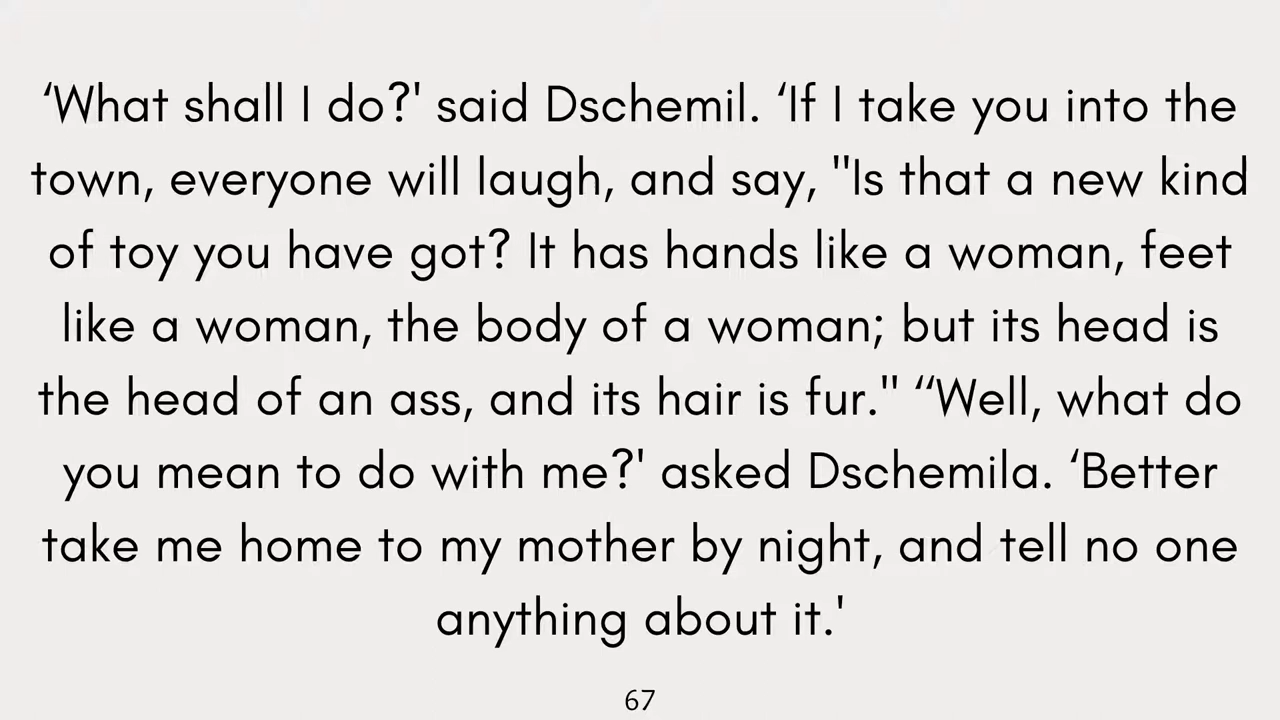 ‘What shall I do?' said Dschemil. ‘If I take you into the
town, everyone will laugh, and say, "Is that a new kind
of toy you have got? It has hands like a woman, feet
like a woman, the body of a woman; but its head is
the head of an ass, and its hair is fur." “Well, what do
you mean to do with me?' asked Dschemila. ‘Better
take me home to my mother by night, and tell no one
anything about it.'
67